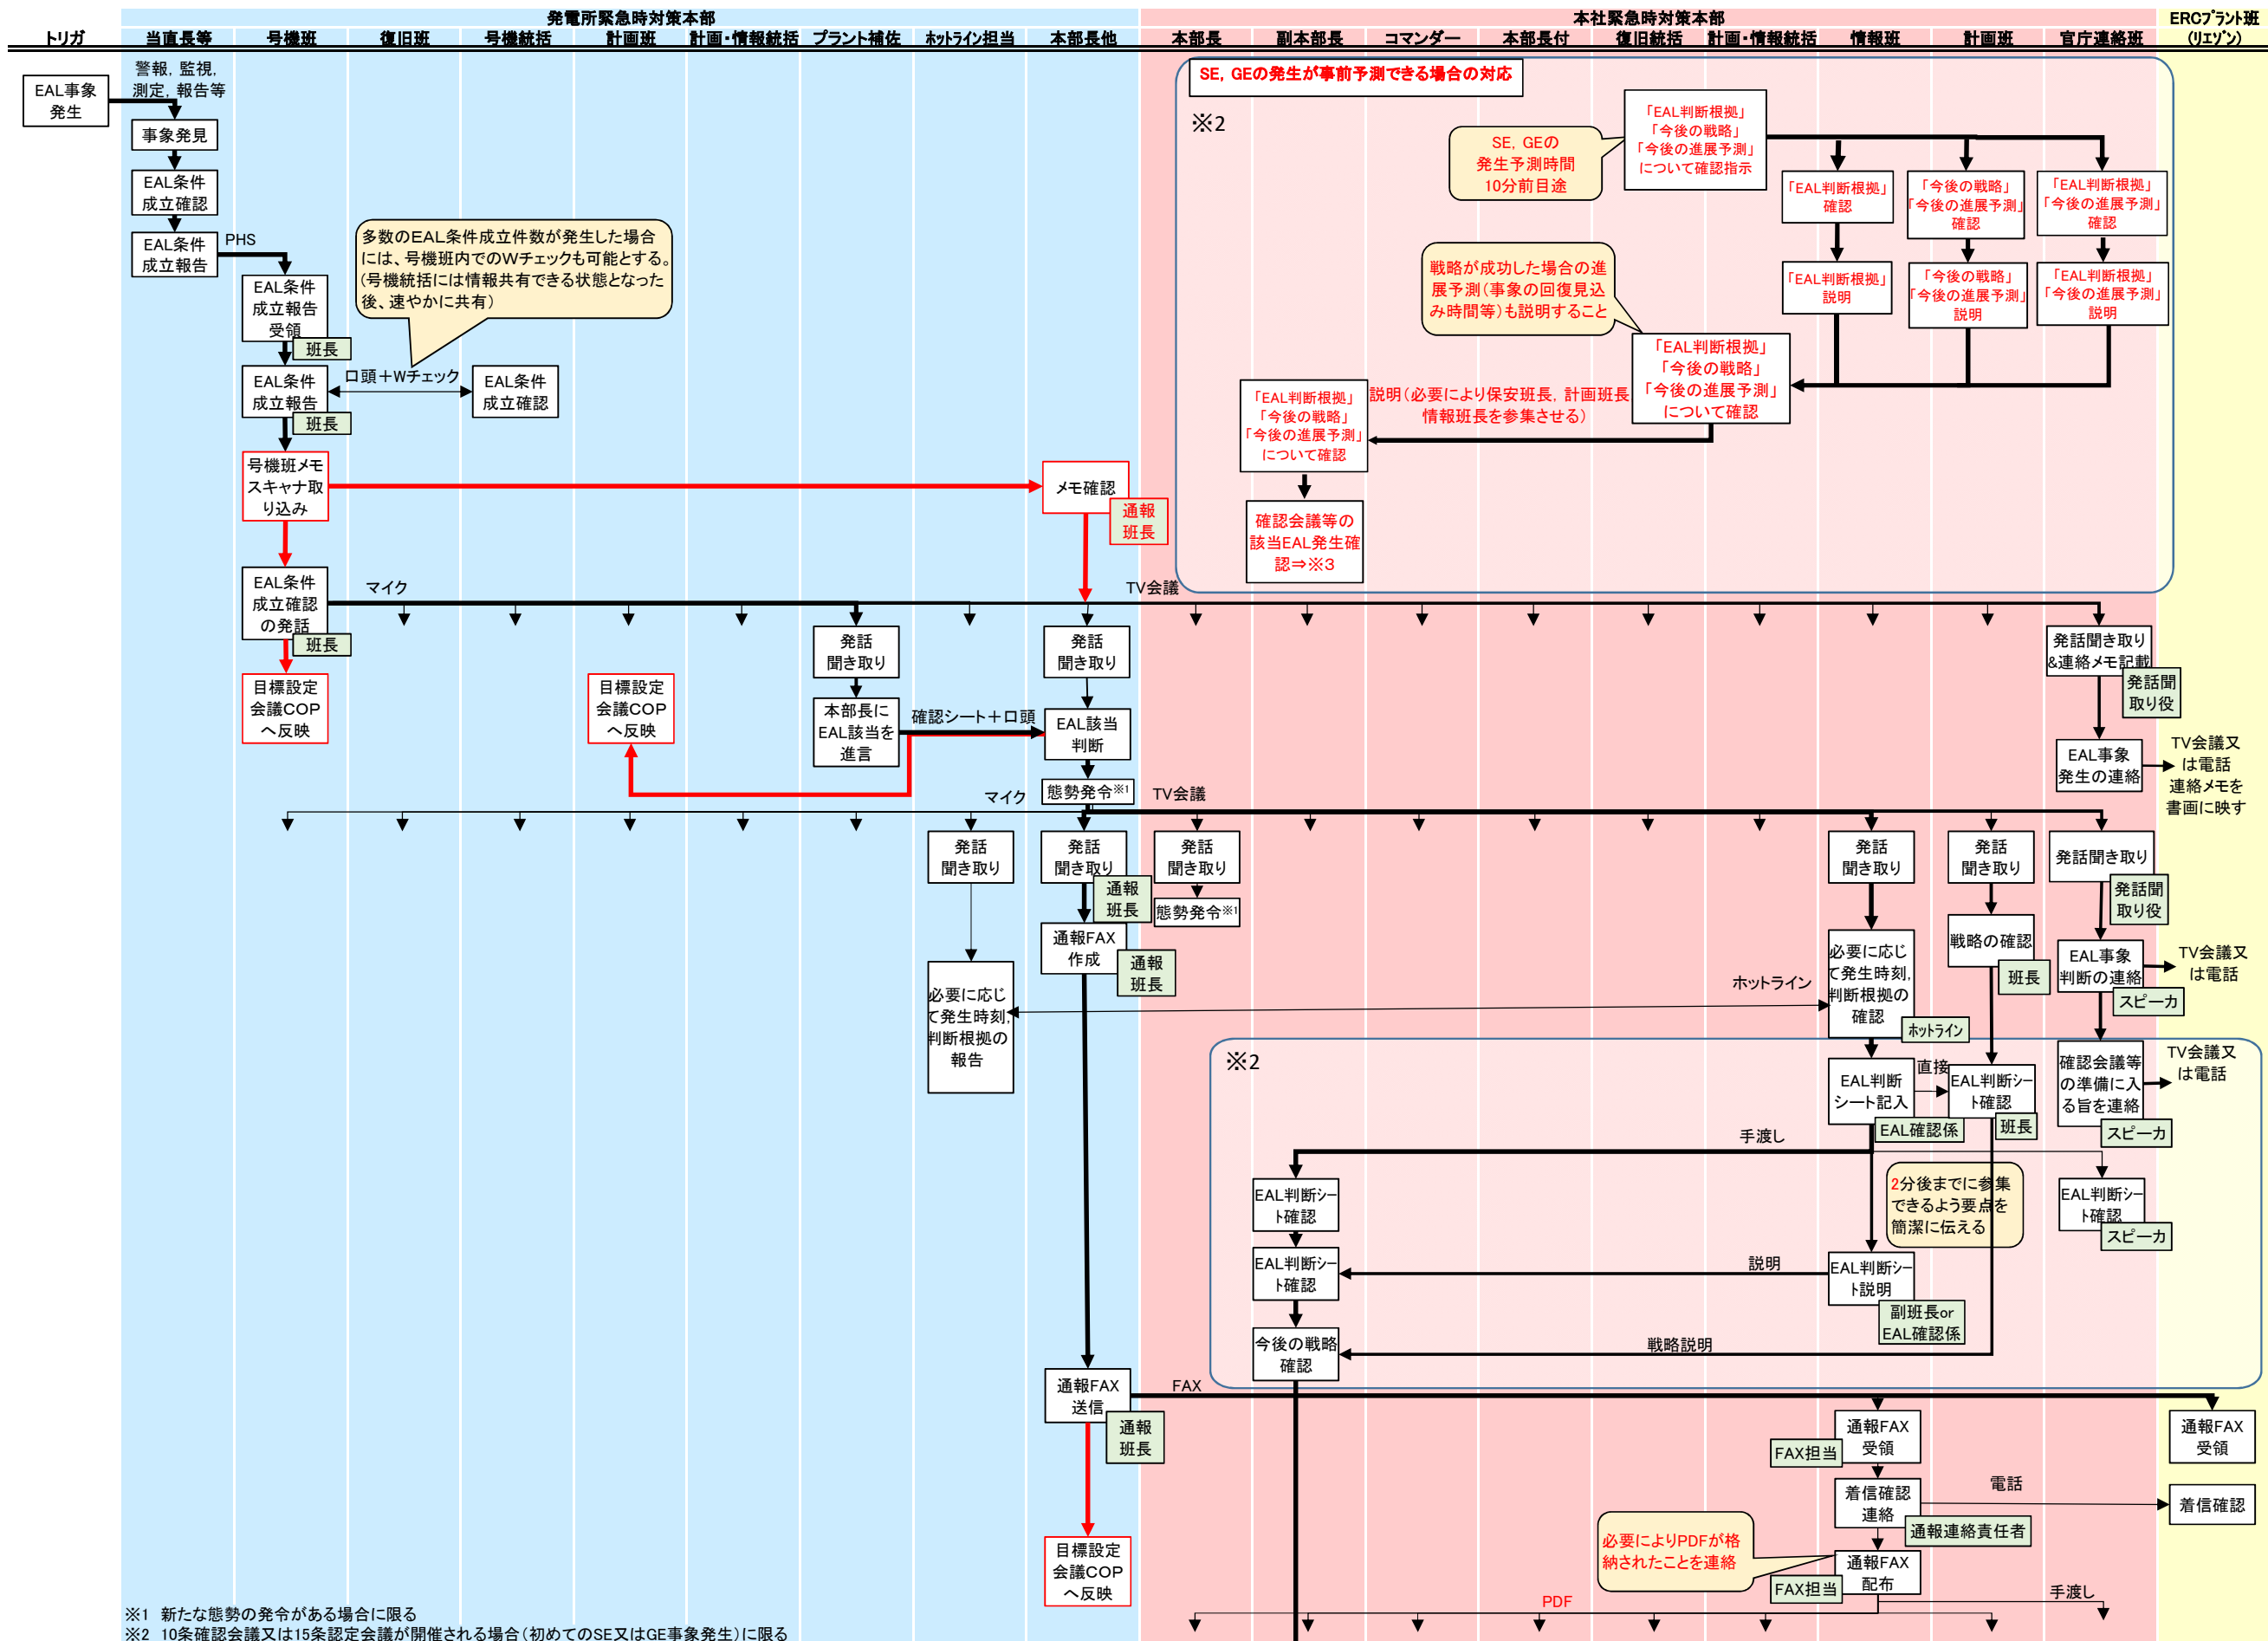 発電所緊急時対策本部
本社緊急時対策本部
ERCプラント班
(リエゾン)
トリガ
当直長等
号機班
復旧班
号機統括
計画班
計画・情報統括
プラント補佐
ホットライン担当
本部長他
本部長
副本部長
コマンダー
本部長付
復旧統括
計画・情報統括
情報班
計画班
官庁連絡班
EAL事象
発生
警報, 監視,
測定, 報告等
事象発見
EAL条件
成立確認
EAL条件
成立報告
PHS
EAL条件
成立報告
受領
班長
多数のEAL条件成立件数が発生した場合
には、号機班内でのWチェックも可能とする。
(号機統括には情報共有できる状態となった
後、速やかに共有)
EAL条件
成立報告
班長
口頭+Wチェック
EAL条件
成立確認
号機班メモ
スキャナ取
り込み
メモ確認
通報
班長
SE, GEの発生が事前予測できる場合の対応
※2
SE, GEの
発生予測時間
10分前目途
「EAL判断根拠」
「今後の戦略」
「今後の進展予測」
について確認指示
「EAL判断根拠」
確認
「今後の戦略」
「今後の進展予測」
確認
「EAL判断根拠」
「今後の進展予測」
確認
「EAL判断根拠」
説明
「今後の戦略」
「今後の進展予測」
説明
「EAL判断根拠」
「今後の進展予測」
説明
戦略が成功した場合の進
展予測(事象の回復見込
み時間等)も説明すること
「EAL判断根拠」
「今後の戦略」
「今後の進展予測」
について確認
説明(必要により保安班長, 計画班長
情報班長を参集させる)
「EAL判断根拠」
「今後の戦略」
「今後の進展予測」
について確認
確認会議等の
該当EAL発生確
認⇒※3
EAL条件
成立確認
の発話
班長
マイク
TV会議
目標設定
会議COP
へ反映
目標設定
会議COP
へ反映
発話
聞き取り
本部長に
EAL該当を
進言
確認シート+口頭
発話
聞き取り
EAL該当
判断
態勢発令※1
発話聞き取り
&連絡メモ記載
発話聞
取り役
EAL事象
発生の連絡
TV会議又
は電話
連絡メモを
書画に映す
マイク
TV会議
発話
聞き取り
発話
聞き取り
通報
班長
発話
聞き取り
態勢発令※1
発話
聞き取り
発話
聞き取り
発話聞き取り
発話聞
取り役
通報FAX
作成
通報
班長
必要に応じ
て発生時刻,
判断根拠の
報告
ホットライン
必要に応じ
て発生時刻,
判断根拠の
確認
ホットライン
戦略の確認
班長
EAL事象
判断の連絡
スピーカ
TV会議又
は電話
※2
EAL判断
シート記入
EAL確認係
直接
EAL判断シー
ト確認
班長
確認会議等
の準備に入
る旨を連絡
スピーカ
TV会議又
は電話
手渡し
EAL判断シー
ト確認
2分後までに参集
できるよう要点を
簡潔に伝える
EAL判断シー
ト確認
スピーカ
EAL判断シー
ト確認
説明
EAL判断シー
ト説明
副班長or
EAL確認係
今後の戦略
確認
戦略説明
通報FAX
送信
通報
班長
FAX
通報FAX
受領
FAX担当
通報FAX
受領
着信確認
連絡
通報連絡責任者
電話
着信確認
目標設定
会議COP
へ反映
必要によりPDFが格
納されたことを連絡
通報FAX
配布
FAX担当
PDF
手渡し
※1 新たな態勢の発令がある場合に限る
※2 10条確認会議又は15条認定会議が開催される場合(初めてのSE又はGE事象発生)に限る